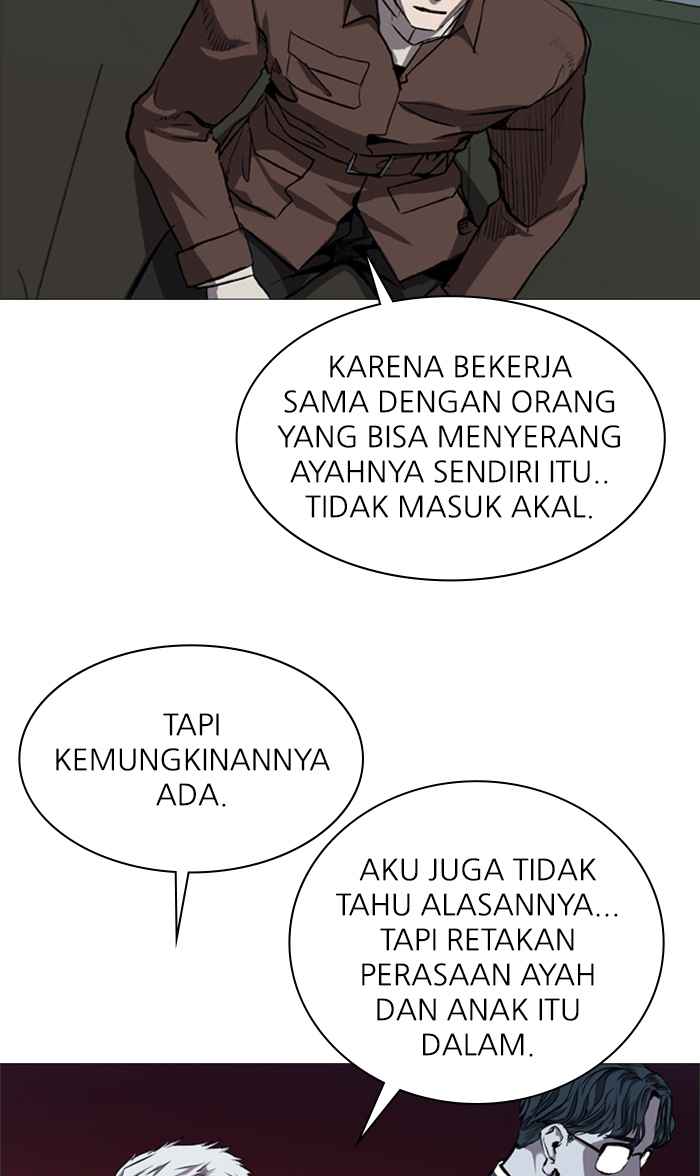 KARENA BEKERJA
SAMA DENGAN ORANG
YANG BISA MENYERANG
AYAHNYA SENDIRI ITU..
TIDAK MASUK AKAL.
TAPI
KEMUNGKINANNYA
ADA.
AKU JUGA TIDAK
TAHU ALASANNYA...
TAPI RETAKAN
PERASAAN AYAH
DAN ANAK ITU
DALAM.